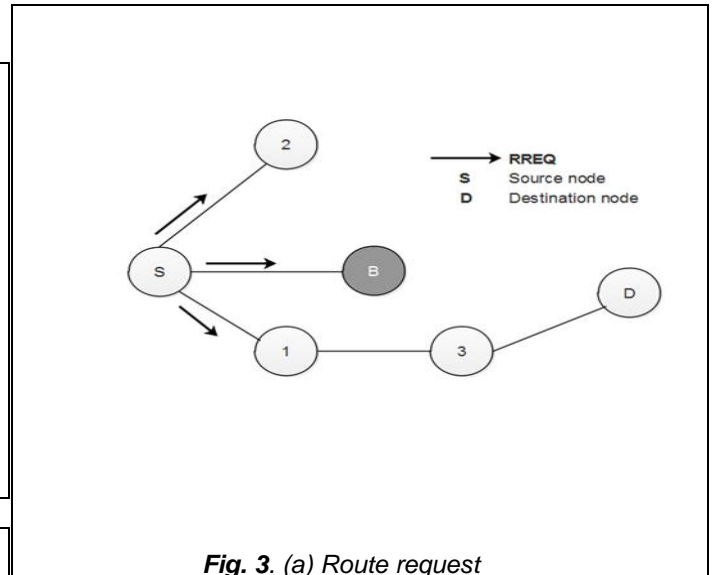 2
RREQ
S Source node
D Destination node
S
B
D
1
3
Fig. 3. (a) Route request